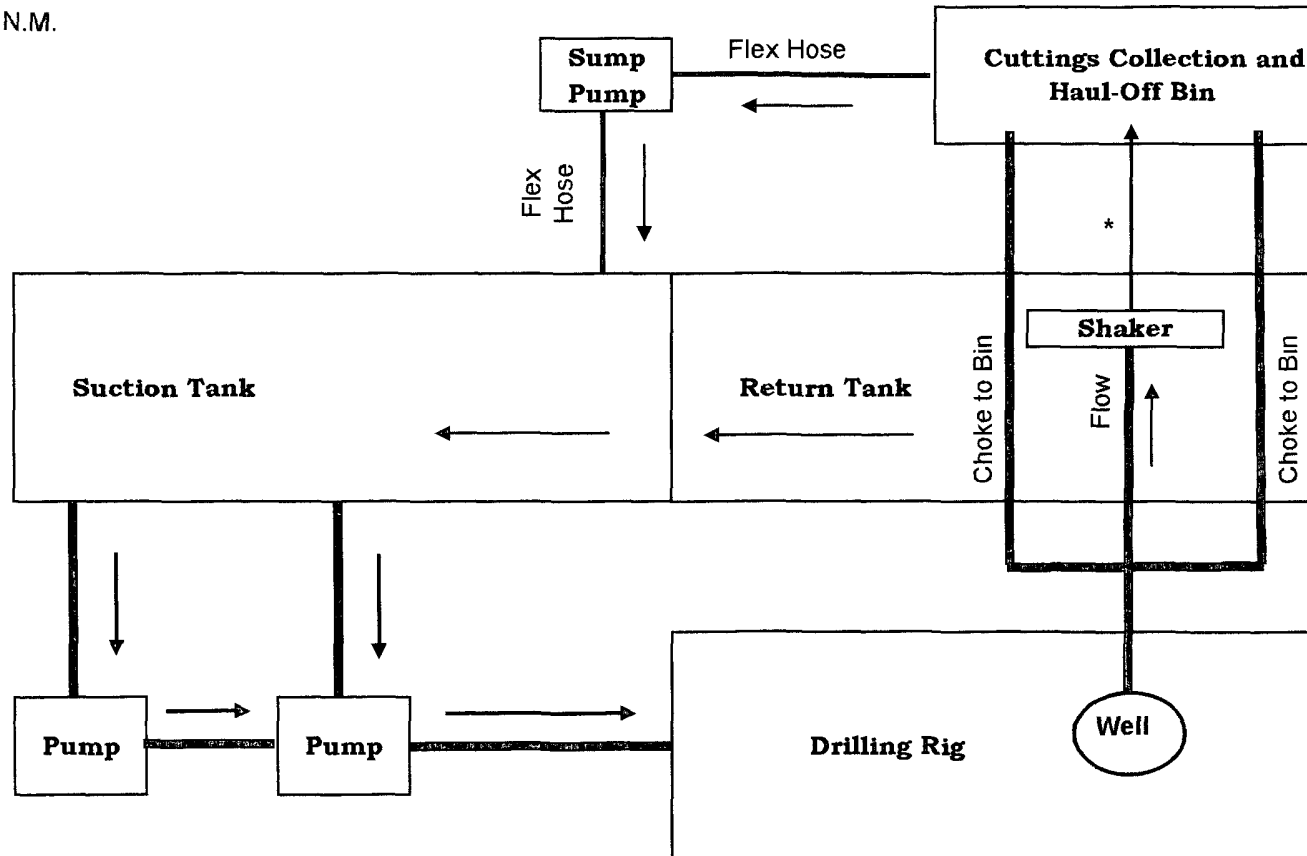 N.M.
Sump
Pump
Flex Hose
Cuttings Collection and
Haul-Off Bin
Flex
Hose
*
Suction Tank
Return Tank
Choke to Bin
Shaker
Flow
Choke to Bin
Pump
Pump
Drilling Rig
Well